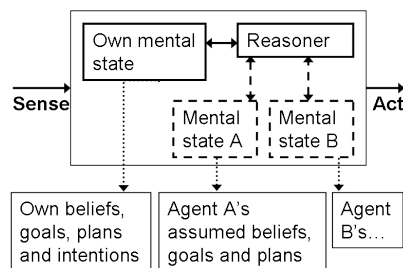 Own mental
state
Reasoner
Sense
Act
Mental
state A
Mental
state B
Own beliefs,
goals, plans
and intentions
Agent A's
assumed beliefs,
goals and plans
Agent
B's...